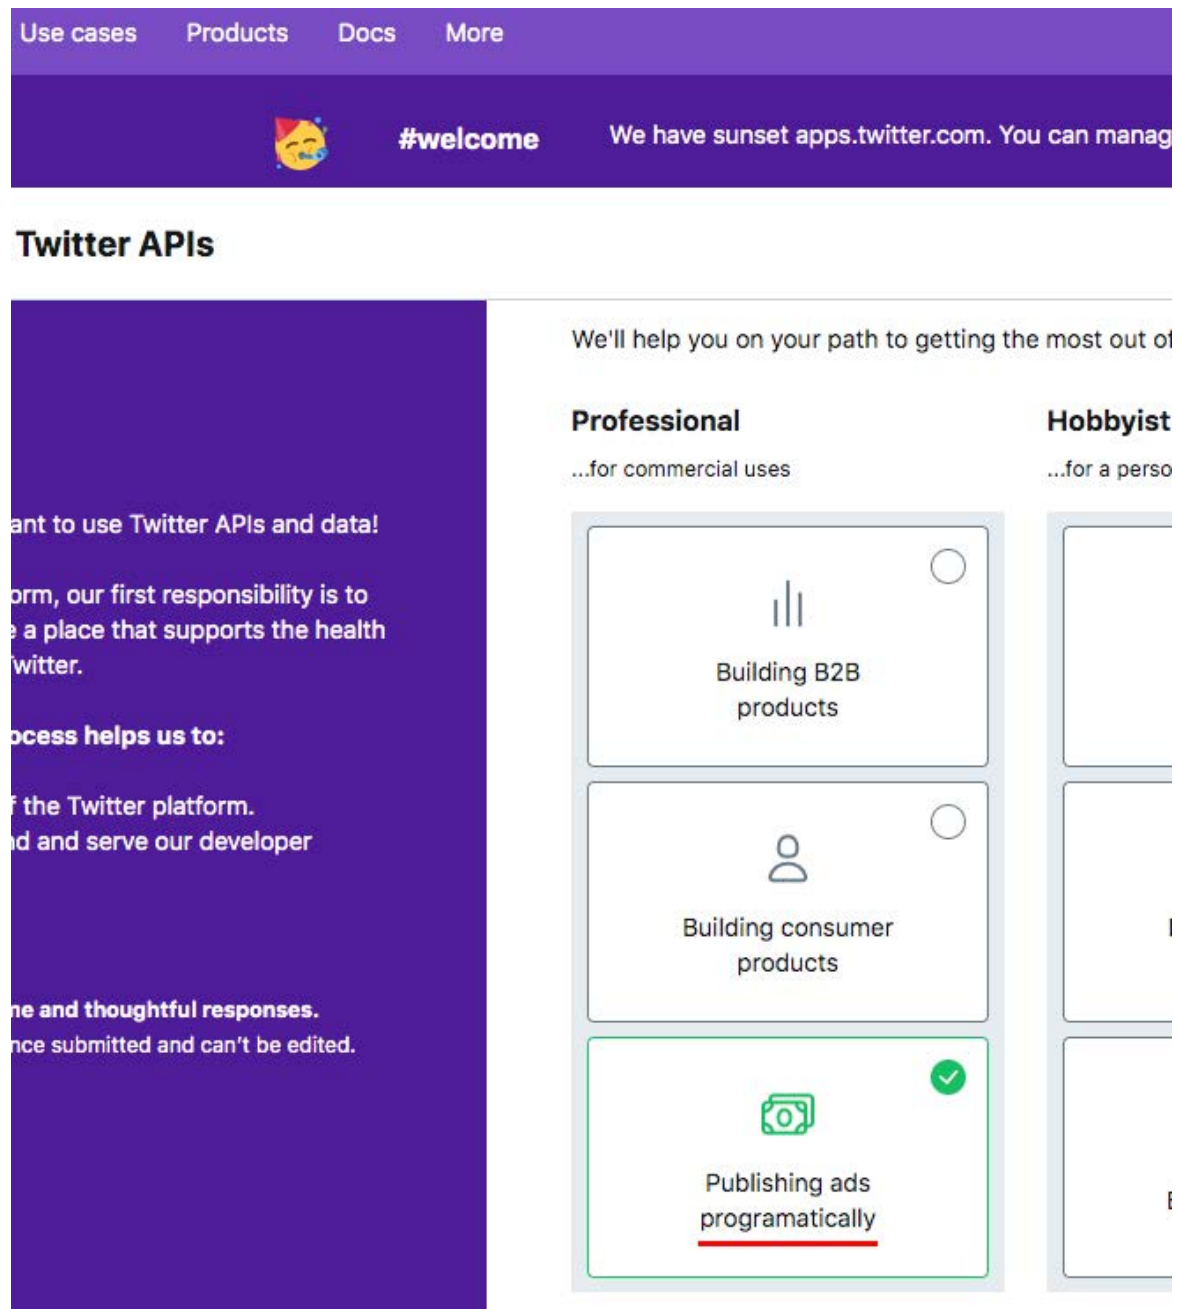 Use cases Products Docs More
#welcome We have sunset apps.twitter.com. You can manag
Twitter APIs
ant to use Twitter APIs and data!
orm, our first responsibility is to
e a place that supports the health
Twitter.
ocess helps us to:
f the Twitter platform.
nd and serve our developer
me and thoughtful responses.
nce submitted and can't be edited.
We'll help you on your path to getting the most out of
Professional
...for commercial uses
Building B2B
products
Building consumer
products
Publishing ads
programatically
Hobbyist
...for a perso